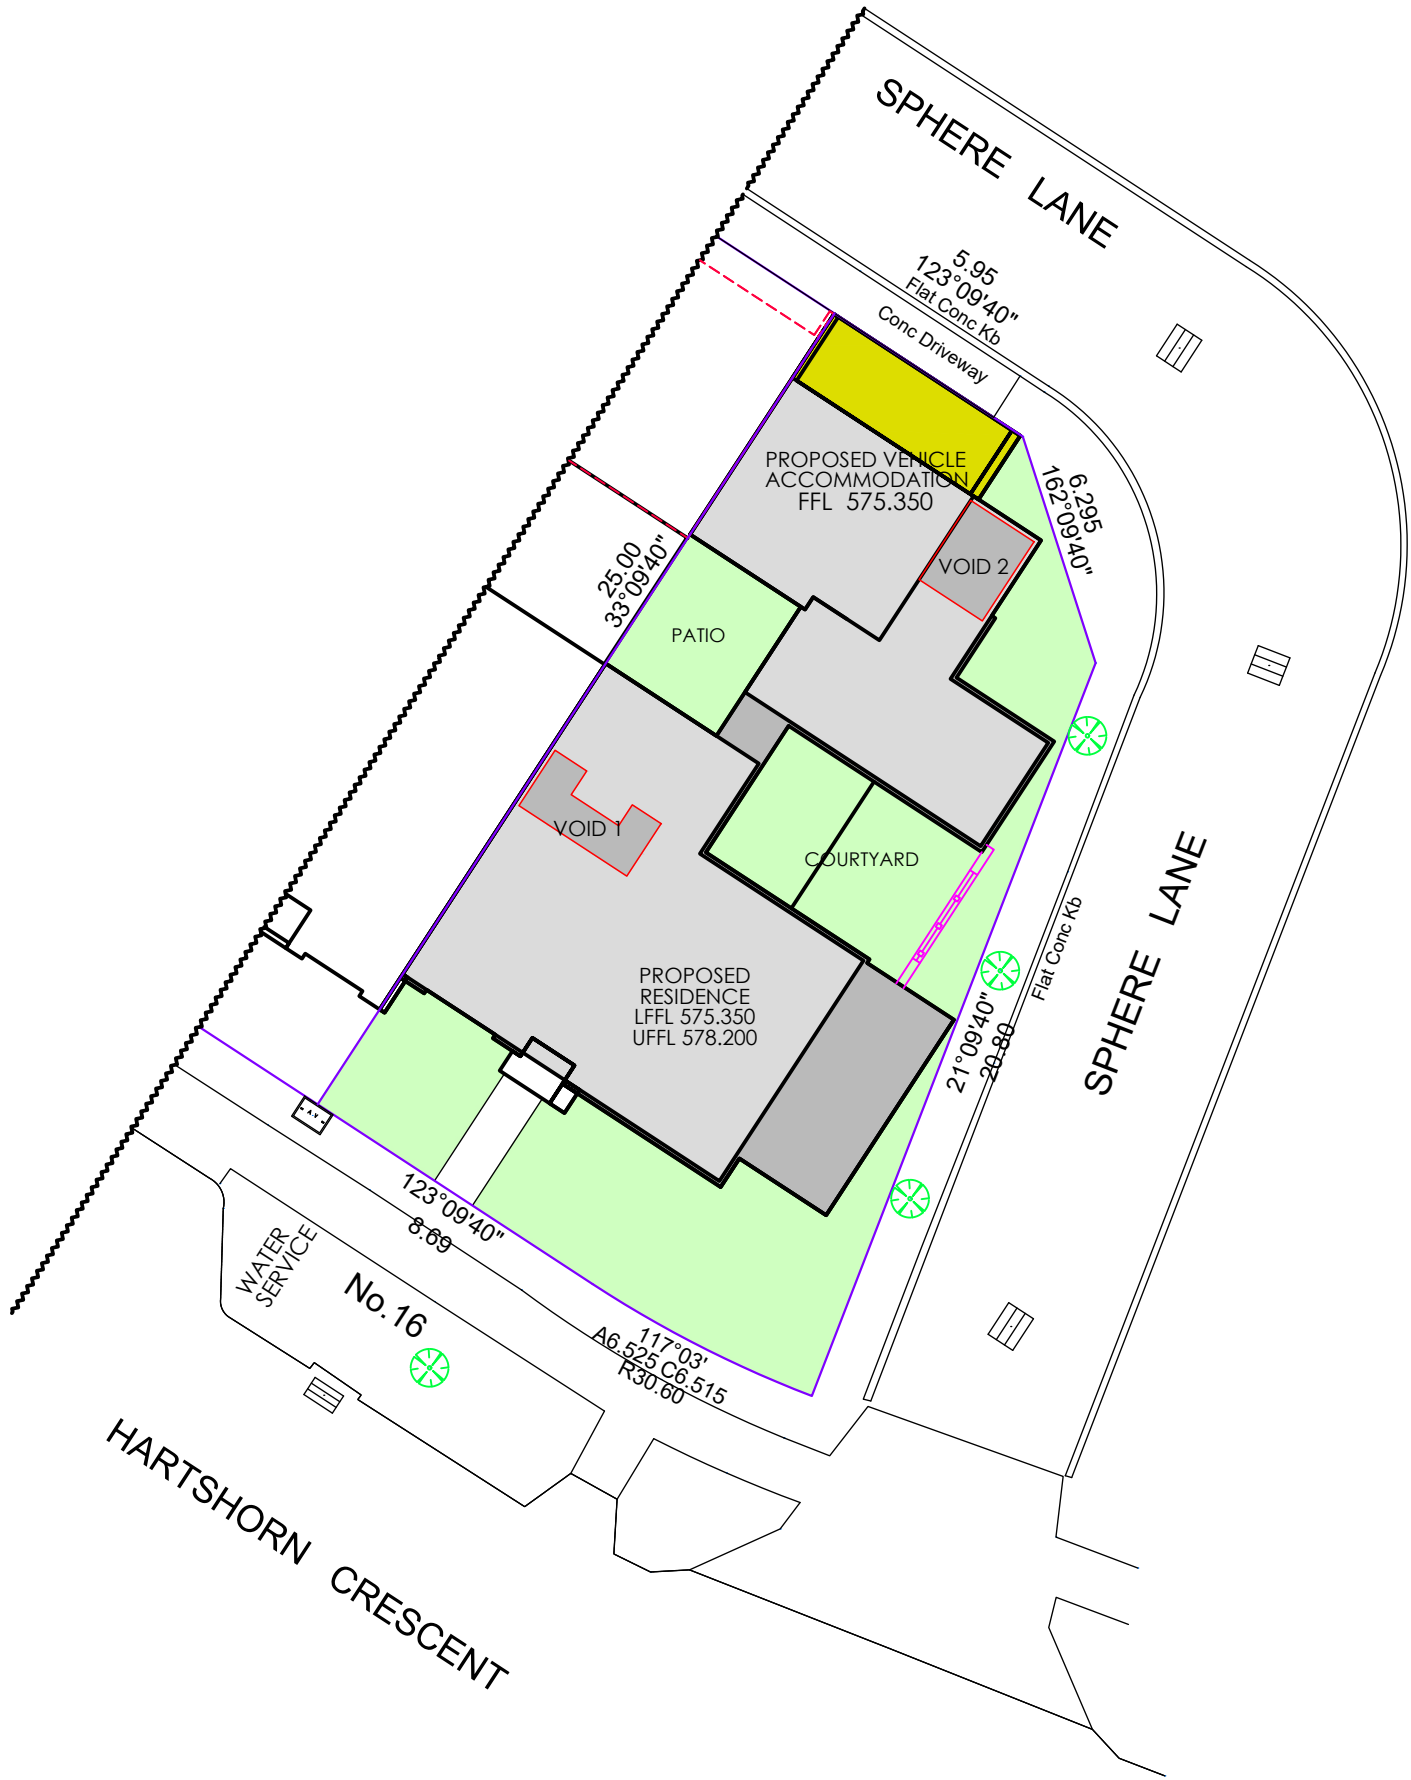 SPHERE LANE
5.95
123°09'40"
Flat Conc Kb
Conc Driveway
PROPOSED VEHICLE
ACCOMMODATION
FFL 575.350
6.295
162°09'40"
VOID 2
25.00
33°09'40"
PATIO
VOID 1
COURTYARD
PROPOSED
RESIDENCE
LFFL 575.350
UFFL 578.200
Flat Conc Kb
21°09'40"
20.80
SPHERE LANE
123°09'40"
8.69
WATER
SERVICE
No.16
117°03'
A6.525 C6.515
R30.60
HARTSHORN CRESCENT